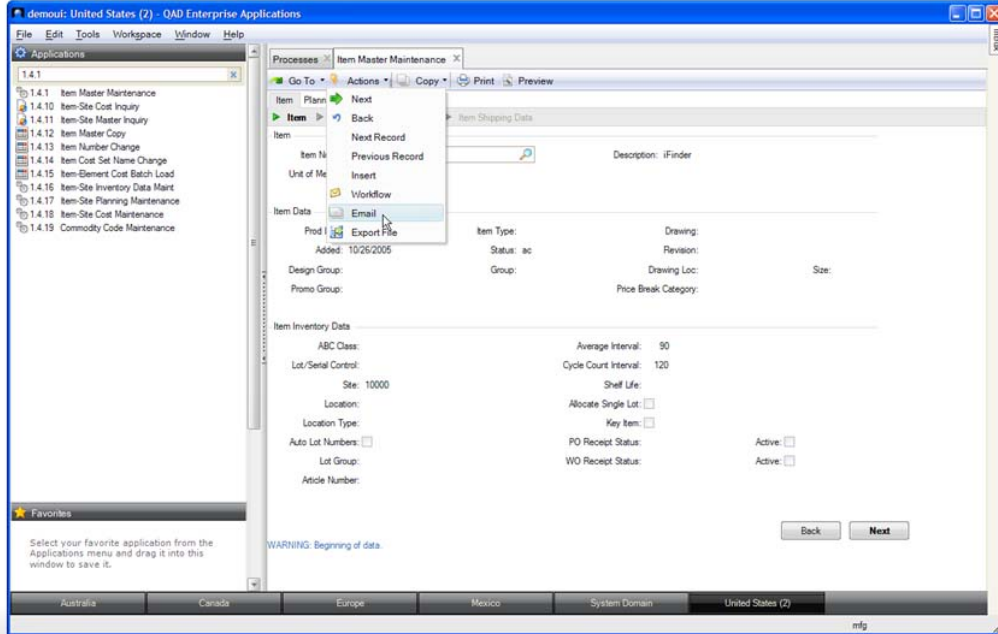 demoui: United States (2) - QAD Enterprise Applications
File Edit Tools Workspace Window Help
Applications
1.4.1
1.4.1 Item Master Maintenance
1.4.10 Item-Site Cost Inquiry
1.4.11 Item-Site Master Inquiry
1.4.12 Item Master Copy
1.4.13 Item Number Change
1.4.14 Item Cost Set Name Change
1.4.15 Item-Element Cost Batch Load
1.4.16 Item-Site Inventory Data Maint
1.4.17 Item-Site Planning Maintenance
1.4.18 Item-Site Cost Maintenance
1.4.19 Commodity Code Maintenance
Favorites
Select your favorite application from the
Applications menu and drag it into this
window to save it.
Processes Item Master Maintenance
Go To Actions Copy Print Preview
Item Plann
Item Item Shipping Data
Next
Back
Next Record
Previous Record
Insert
Workflow
Email
Export File
Item
Item N Description: iFinder
Unit of Me
Item Data
Prod Item Type: Drawing:
Added: 10/26/2005 Status: ac Revision:
Design Group: Group: Drawing Loc: Size:
Promo Group: Price Break Category:
Item Inventory Data
ABC Class: Average Interval: 90
Lot/Serial Control: Cycle Count Interval: 120
Site: 10000 Shelf Life:
Location: Allocate Single Lot:
Location Type: Key Item:
Auto Lot Numbers: PO Receipt Status: Active:
Lot Group: WO Receipt Status: Active:
Article Number:
Back Next
WARNING: Beginning of data.
Australia Canada Europe Mexico System Domain United States (2)
mfg